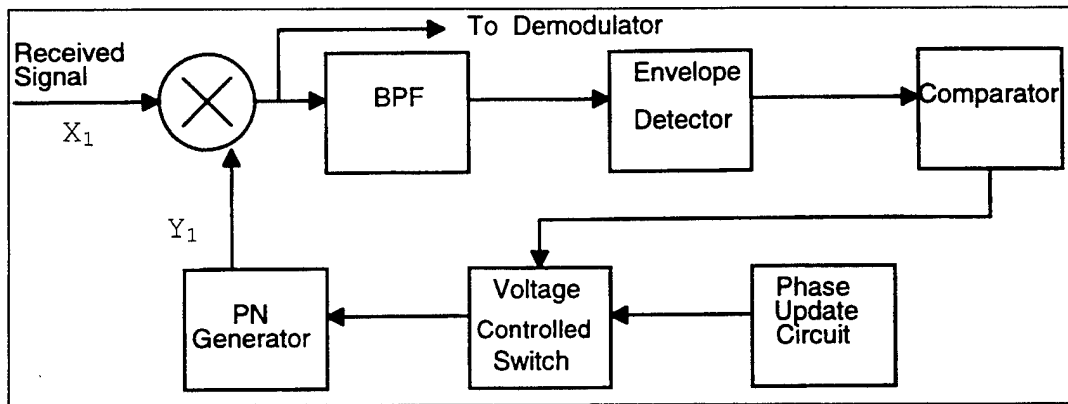 To Demodulator
Received
Signal
X₁
BPF
Envelope
Detector
Comparator
Y₁
PN
Generator
Voltage
Controlled
Switch
Phase
Update
Circuit